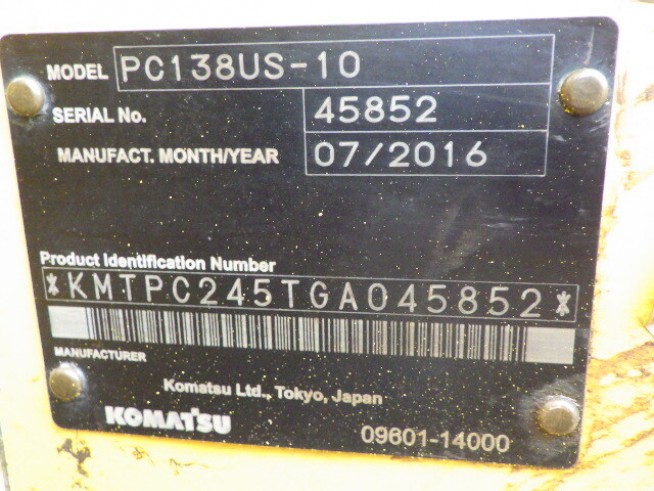 MODEL PC138US-10
SERIAL No. 45852
MANUFACT. MONTH/YEAR 07/2016
Product Identification Number
*KMTPC245TGA045852*
MANUFACTURER
Komatsu Ltd., Tokyo, Japan
KOMATSU
09601-14000